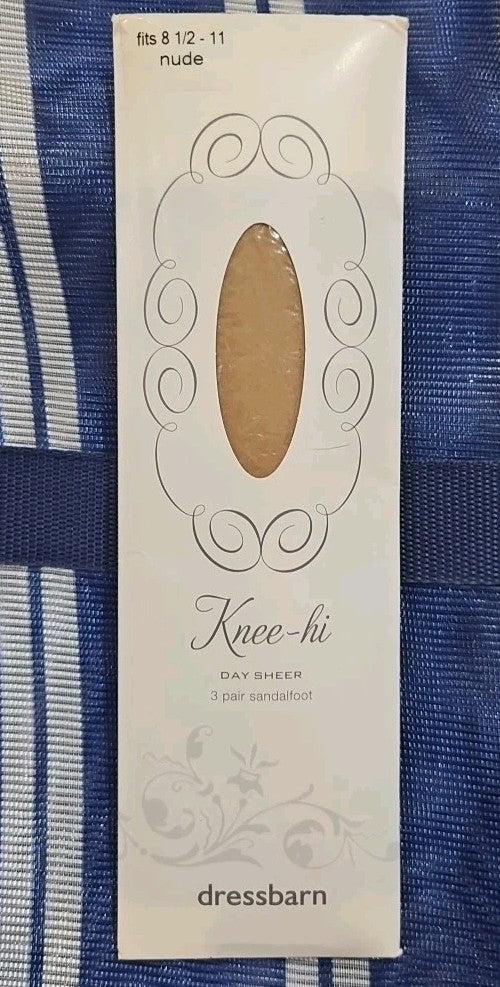 fits 8 1/2 - 11
nude
Knee-hi
DAY SHEER
3 pair sandalfoot
dressbarn